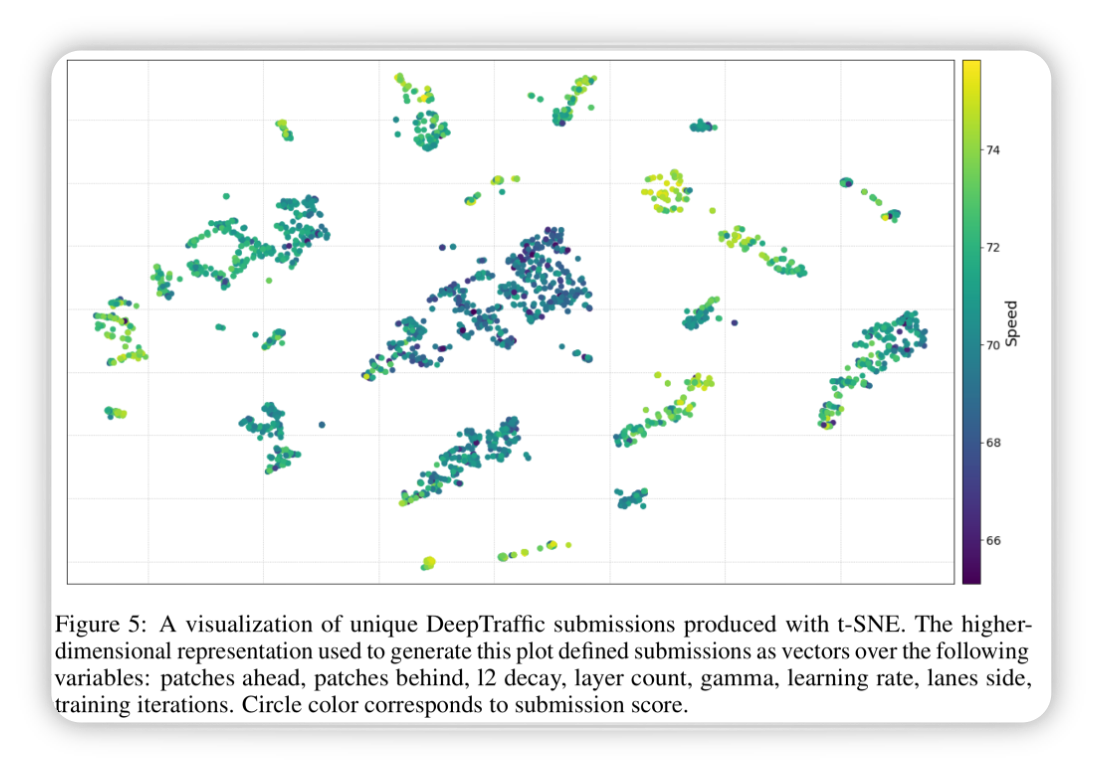 74
72
70
68
66
Speed
Figure 5: A visualization of unique DeepTraffic submissions produced with t-SNE. The higher-
dimensional representation used to generate this plot defined submissions as vectors over the following
variables: patches ahead, patches behind, l2 decay, layer count, gamma, learning rate, lanes side,
training iterations. Circle color corresponds to submission score.